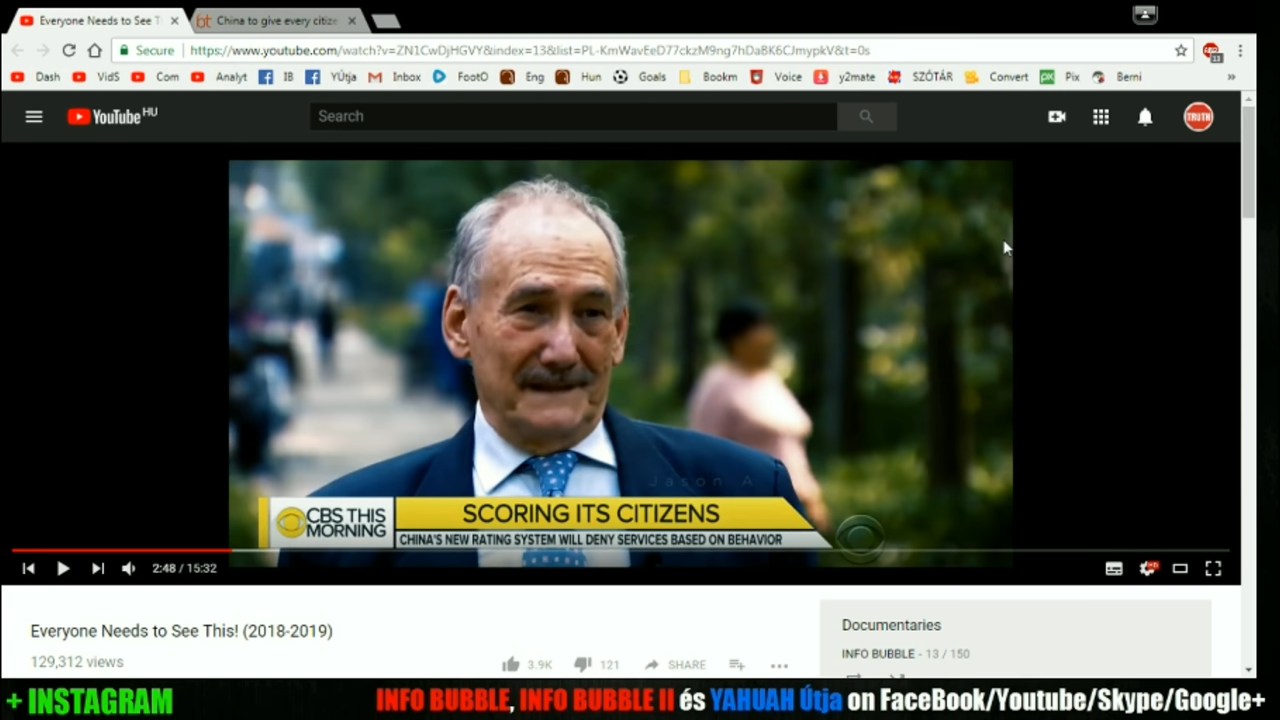 Everyone Needs to See T
China to give every citize
Secure
https://www.youtube.com/watch?v=ZN1CwDjHGVY&index=13&list=PL-KmWavEeD77ckzM9ng7hDaBK6CJmypkV&t=0s
Dash VidS Com Analyt IB YÚtja Inbox FootO Eng Hun Goals Bookm Voice y2mate SZÓTÁR Convert Pix Berni »
YouTube HU
Search
TRUTH
Jason A
CBS THIS MORNING
SCORING ITS CITIZENS
CHINA'S NEW RATING SYSTEM WILL DENY SERVICES BASED ON BEHAVIOR
2:48 / 15:32
HD
Everyone Needs to See This! (2018-2019)
129,312 views
3.9K 121 SHARE
Documentaries
INFO BUBBLE - 13 / 150
+ INSTAGRAM
INFO BUBBLE, INFO BUBBLE II és YAHUAH Útja on FaceBook/Youtube/Skype/Google+